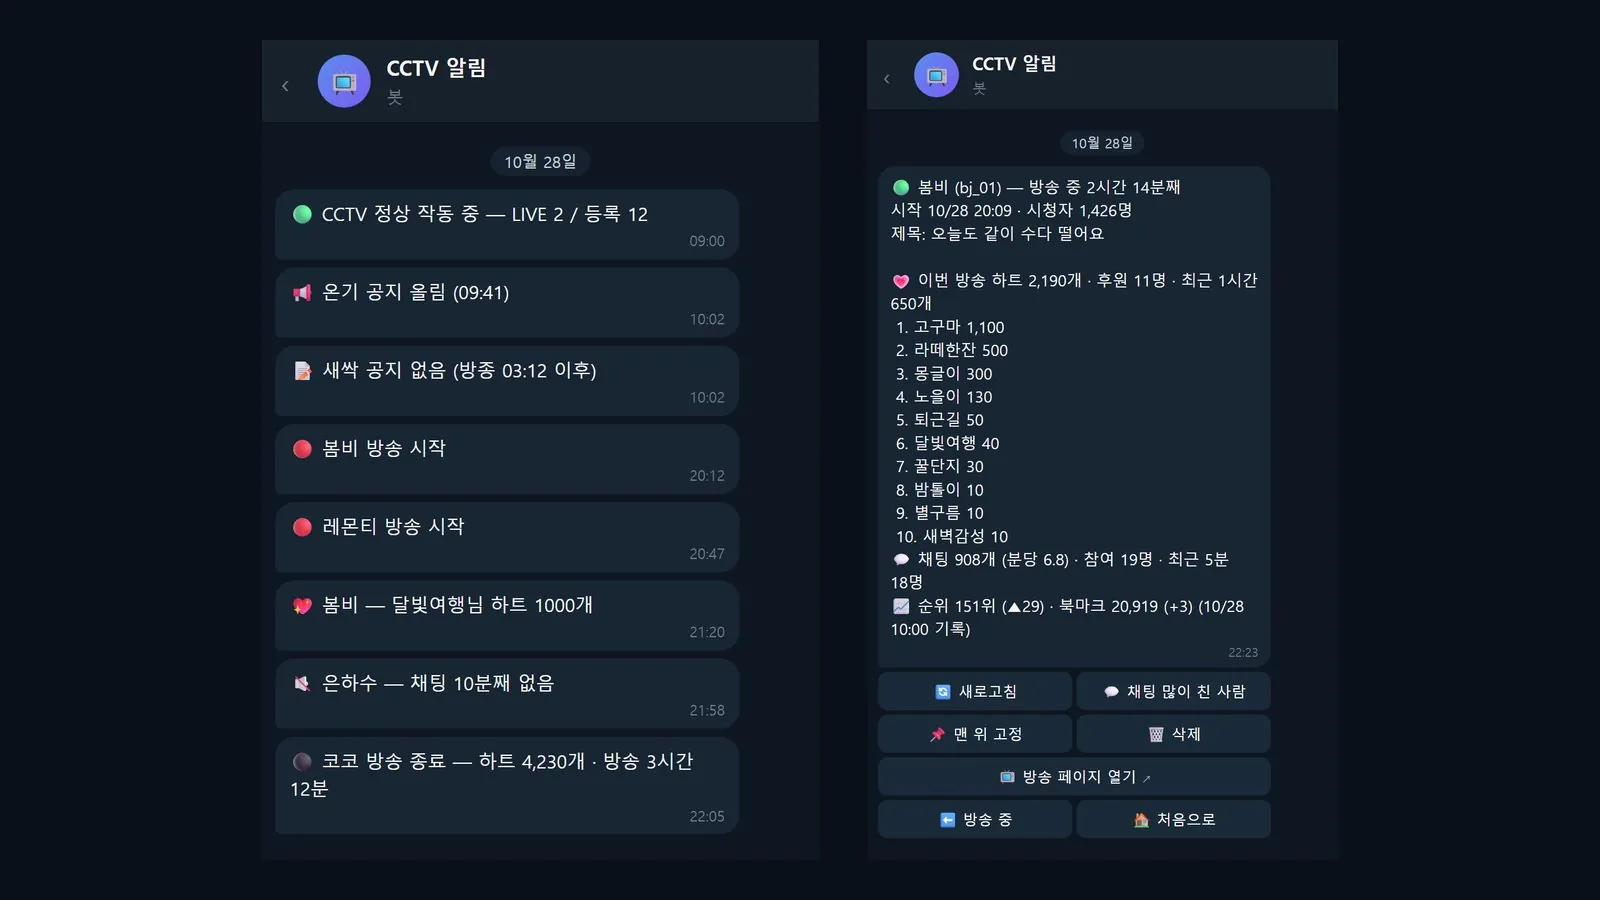 CCTV 알림
봇
10월 28일
CCTV 정상 작동 중 — LIVE 2 / 등록 12
09:00
온기 공지 올림 (09:41)
10:02
새싹 공지 없음 (방종 03:12 이후)
10:02
봄비 방송 시작
20:12
레몬티 방송 시작
20:47
봄비 — 달빛여행님 하트 1000개
21:20
은하수 — 채팅 10분째 없음
21:58
코코 방송 종료 — 하트 4,230개 · 방송 3시간
12분
22:05
CCTV 알림
봇
10월 28일
봄비 (bj_01) — 방송 중 2시간 14분째
시작 10/28 20:09 · 시청자 1,426명
제목: 오늘도 같이 수다 떨어요
이번 방송 하트 2,190개 · 후원 11명 · 최근 1시간
650개
1. 고구마 1,100
2. 라떼한잔 500
3. 몽글이 300
4. 노을이 130
5. 퇴근길 50
6. 달빛여행 40
7. 꿀단지 30
8. 밤톨이 10
9. 별구름 10
10. 새벽감성 10
채팅 908개 (분당 6.8) · 참여 19명 · 최근 5분
18명
순위 151위 (▲29) · 북마크 20,919 (+3) (10/28
10:00 기록)
22:23
새로고침
채팅 많이 친 사람
맨 위 고정
삭제
방송 페이지 열기 ↗
방송 중
처음으로